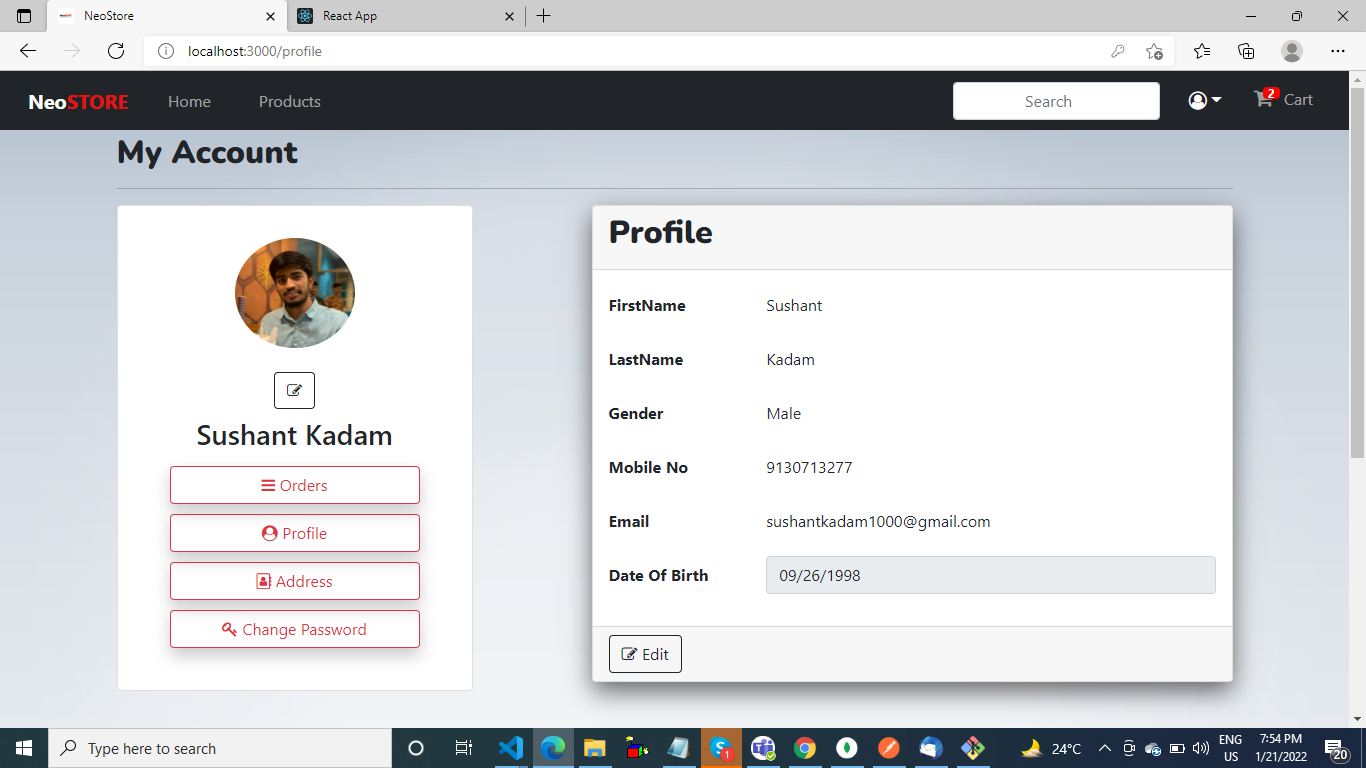 NeoStore
React App
localhost:3000/profile
NeoSTORE
Home
Products
Search
2
Cart
My Account
Sushant Kadam
Orders
Profile
Address
Change Password
Profile
FirstName Sushant
LastName Kadam
Gender Male
Mobile No 9130713277
Email sushantkadam1000@gmail.com
Date Of Birth 09/26/1998
Edit
Type here to search
1
24°C
ENG
US
7:54 PM
1/21/2022
20